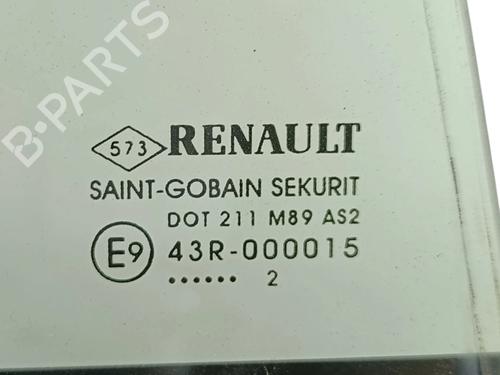 B-PARTS
573 RENAULT
SAINT-GOBAIN SEKURIT
DOT 211 M89 AS2
E9 43R-000015
...... 2